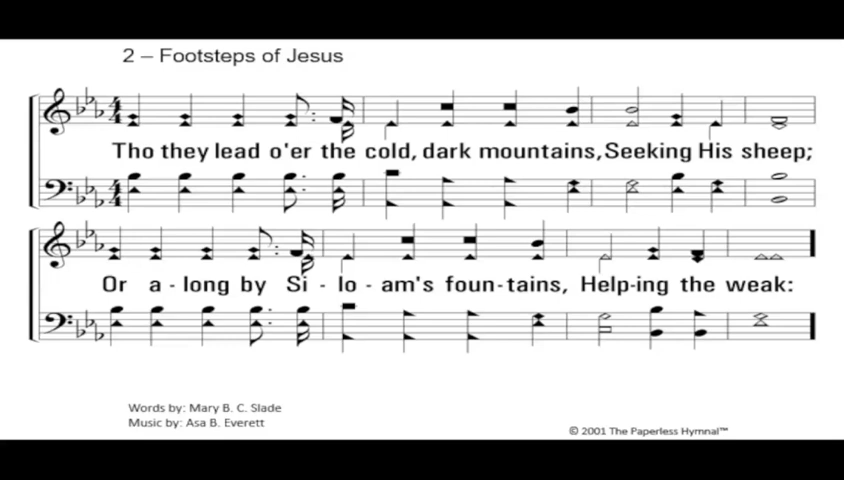 2 – Footsteps of Jesus
Tho they lead o'er the cold, dark mountains, Seeking His sheep;
Or a - long by Si - lo - am's foun - tains, Help-ing the weak:
Words by: Mary B. C. Slade
Music by: Asa B. Everett
© 2001 The Paperless Hymnal™